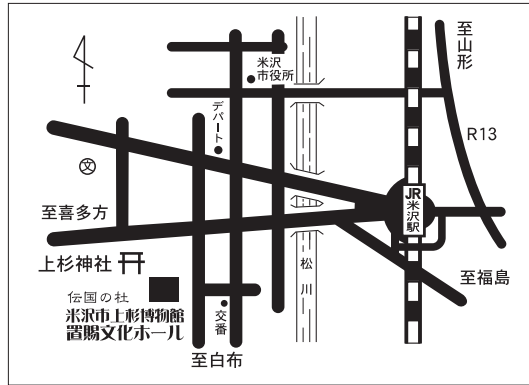 至山形
米沢
市役所
デパート
R13
文
JR
米沢駅
至喜多方
上杉神社
松川
至福島
伝国の杜
米沢市上杉博物館
置賜文化ホール
交番
至白布